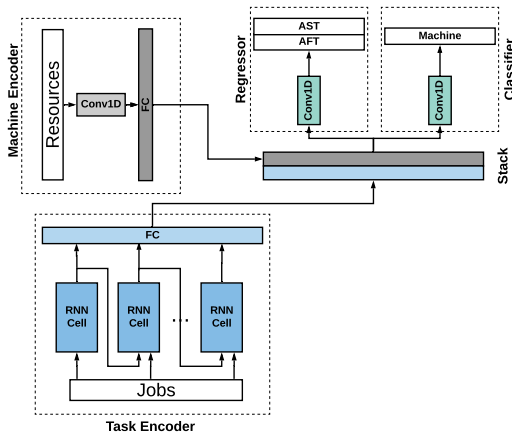 Machine Encoder
Resources
Conv1D
FC
Regressor
AST
AFT
Conv1D
Machine
Conv1D
Classifier
Stack
FC
RNN
Cell
RNN
Cell
...
RNN
Cell
Jobs
Task Encoder